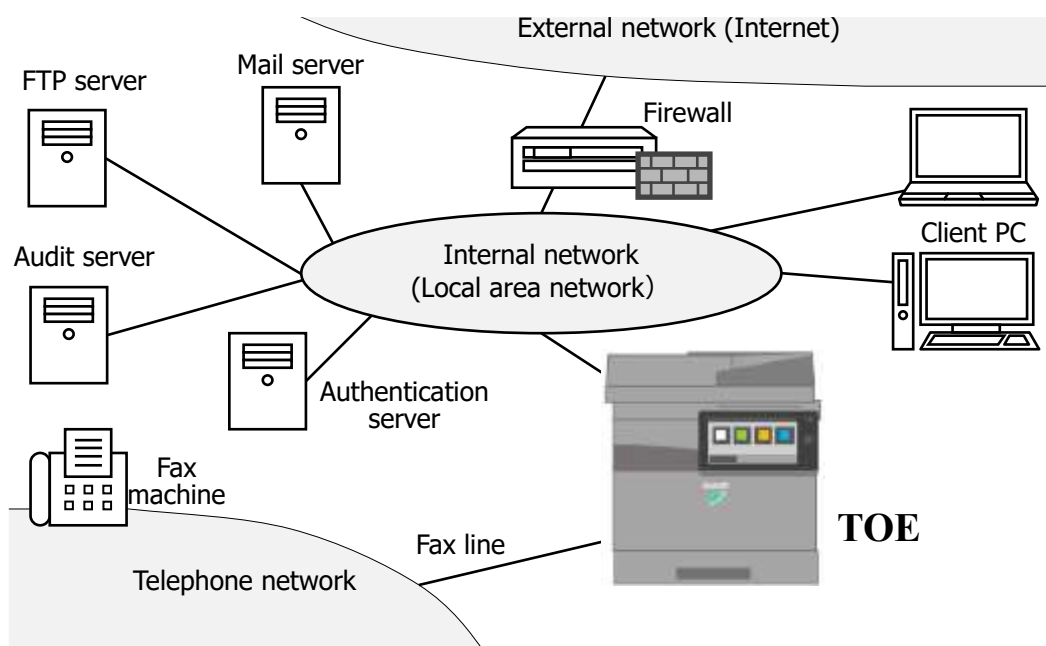 External network (Internet)
FTP server
Mail server
Firewall
Internal network
(Local area network)
Client PC
Audit server
Authentication
server
Fax
machine
TOE
Fax line
Telephone network